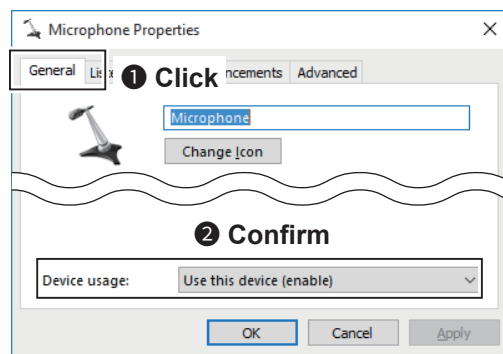 Microphone Properties
General ❶ Click Advanced
Microphone
Change Icon
❷ Confirm
Device usage: Use this device (enable)
OK Cancel Apply